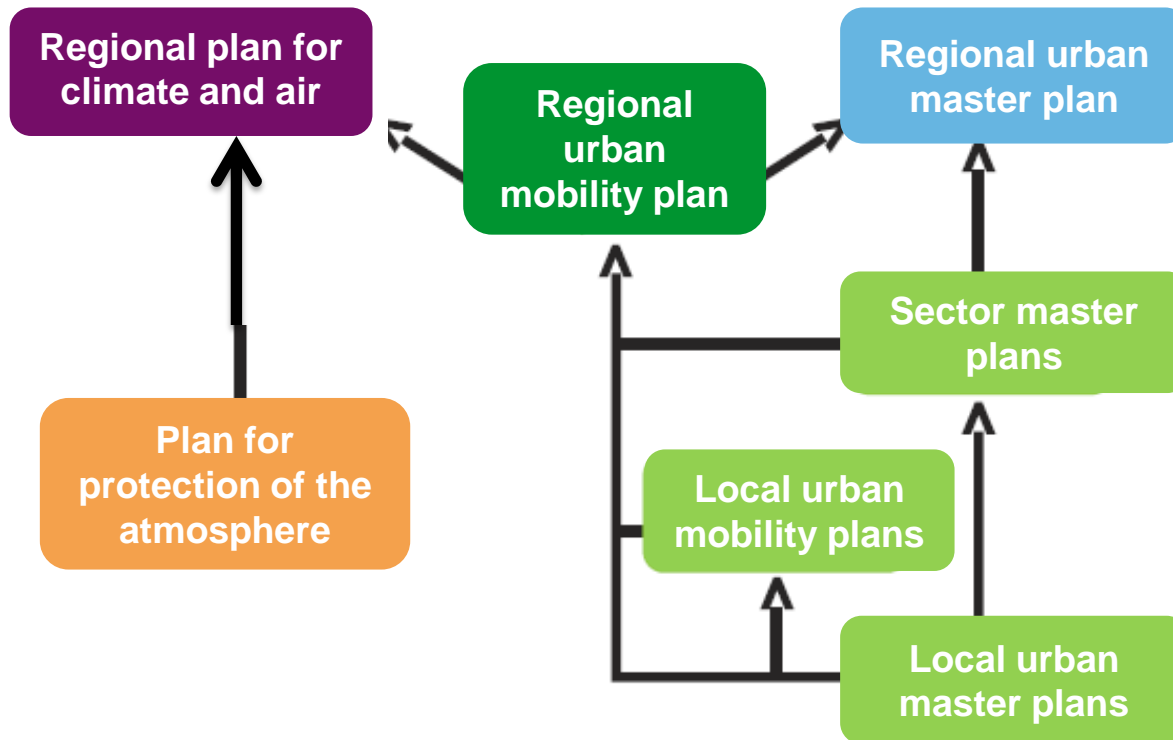 Regional plan for
climate and air
Regional
urban
mobility plan
Regional urban
master plan
Sector master
plans
Plan for
protection of the
atmosphere
Local urban
mobility plans
Local urban
master plans